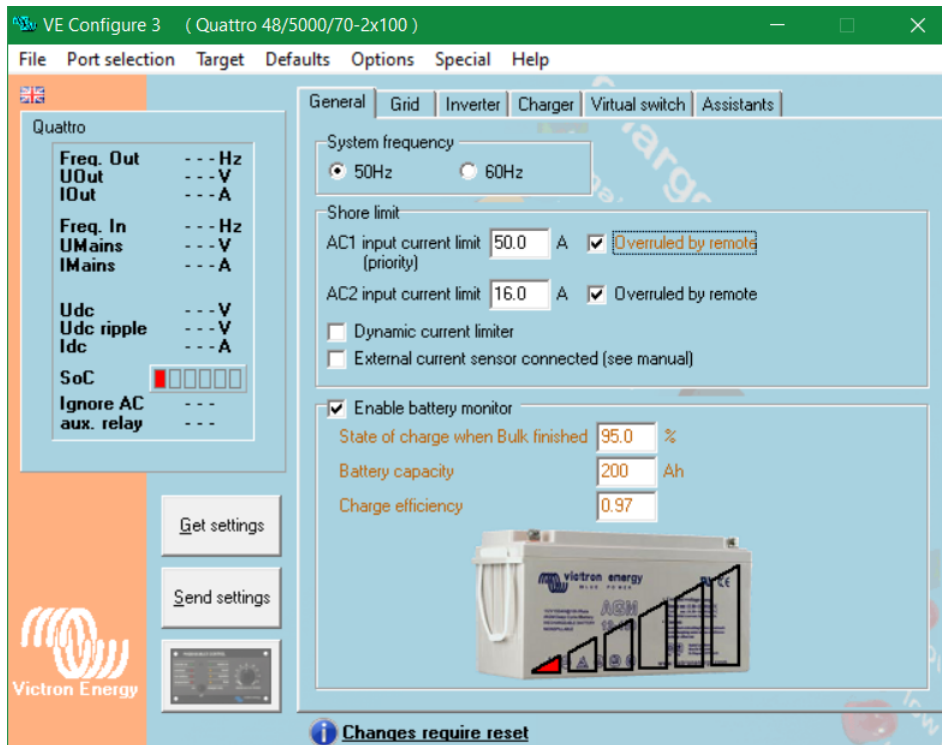 VE Configure 3 ( Quattro 48/5000/70-2x100 )
File Port selection Target Defaults Options Special Help
General Grid Inverter Charger Virtual switch Assistants
Quattro
Freq. Out - - - Hz
UOut - - - V
IOut - - - A
Freq. In - - - Hz
UMains - - - V
IMains - - - A
Udc - - - V
Udc ripple - - - V
Idc - - - A
SoC
Ignore AC - - -
aux. relay - - -
Get settings
Send settings
Victron Energy
System frequency
50Hz 60Hz
Shore limit
AC1 input current limit 50.0 A Overruled by remote
(priority)
AC2 input current limit 16.0 A Overruled by remote
Dynamic current limiter
External current sensor connected (see manual)
Enable battery monitor
State of charge when Bulk finished 95.0 %
Battery capacity 200 Ah
Charge efficiency 0.97
victron energy
BLUE POWER
AGM
Changes require reset